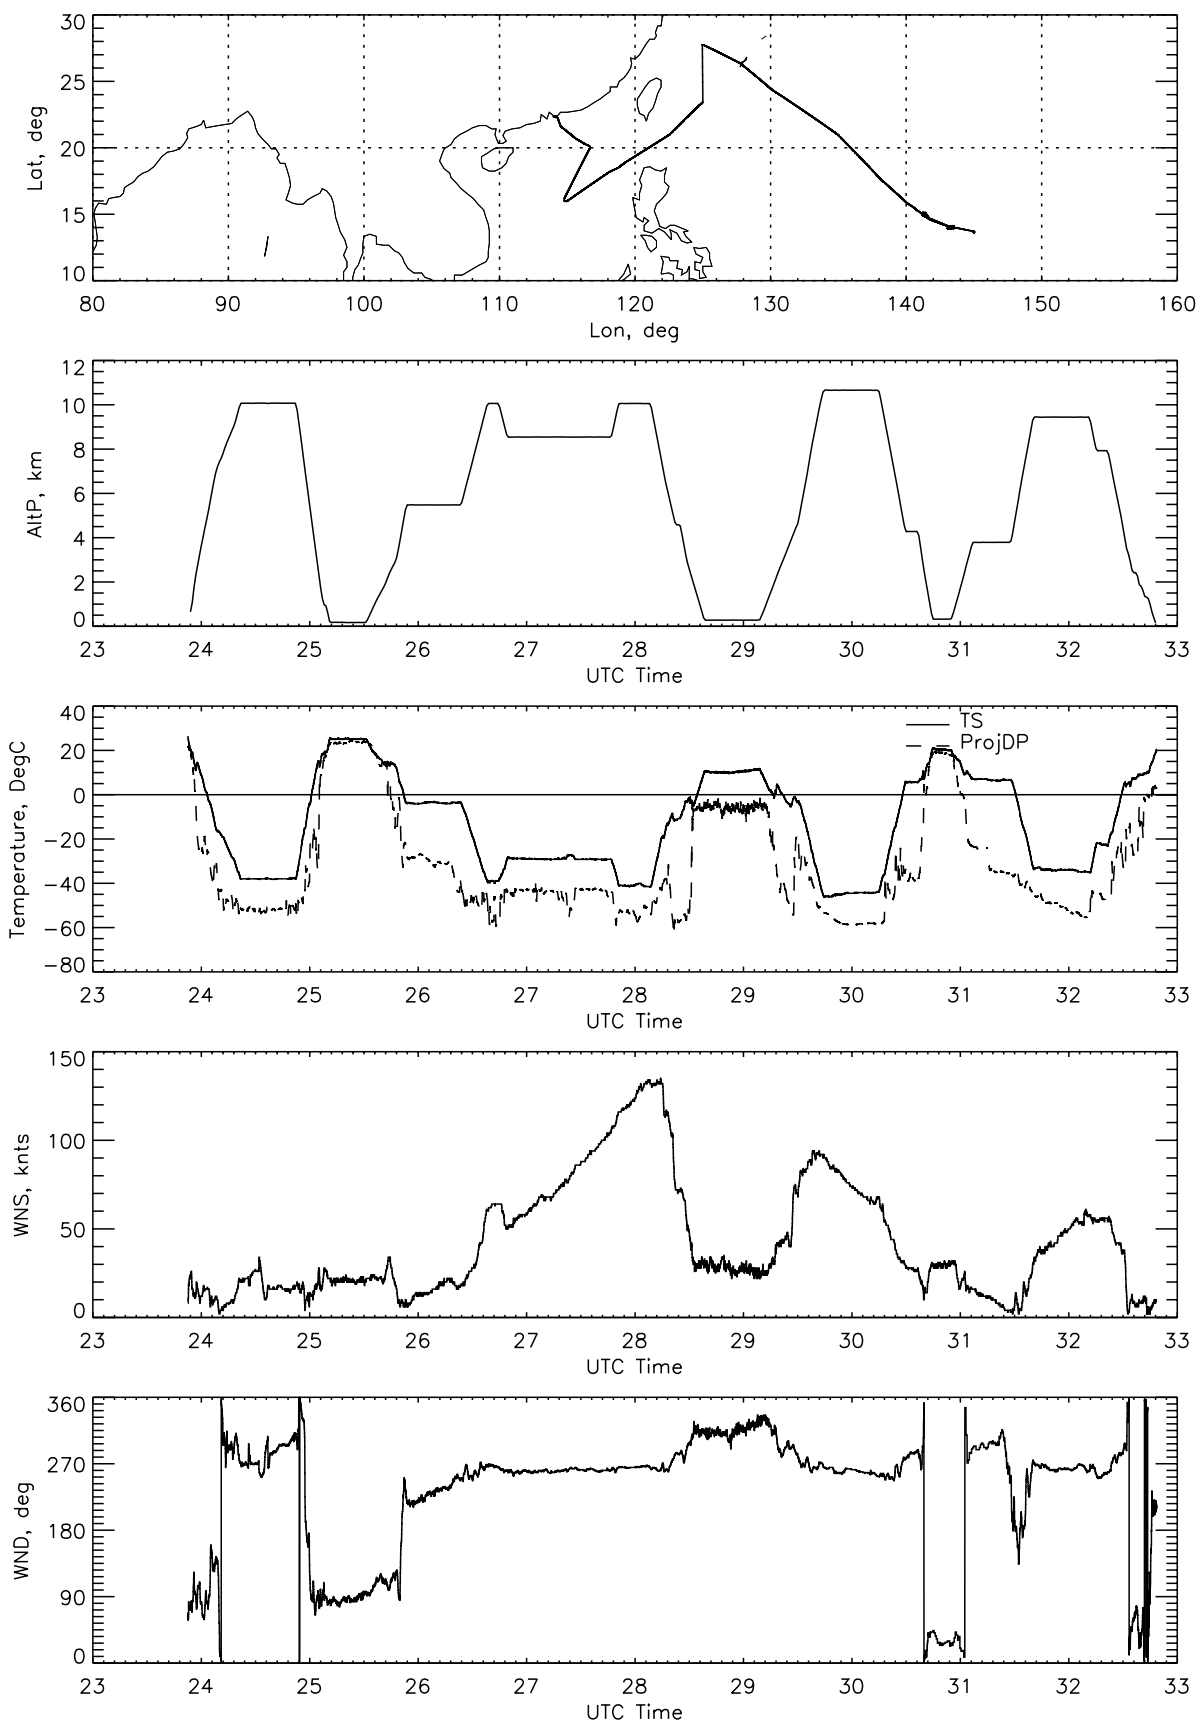 30
25
20
15
10
Lat, deg
80 90 100 110 120 130 140 150 160
Lon, deg
12
10
8
6
4
2
0
AltP, km
23 24 25 26 27 28 29 30 31 32 33
UTC Time
40
20
0
−20
−40
−60
−80
Temperature, DegC
TS
ProjDP
23 24 25 26 27 28 29 30 31 32 33
UTC Time
150
100
50
0
WNS, knts
23 24 25 26 27 28 29 30 31 32 33
UTC Time
360
270
180
90
0
WND, deg
23 24 25 26 27 28 29 30 31 32 33
UTC Time